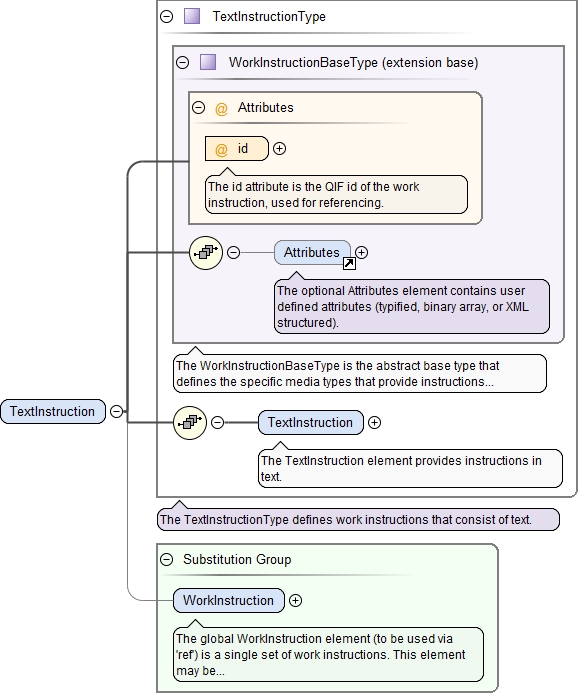 TextInstructionType
WorkInstructionBaseType (extension base)
@ Attributes
@ id
The id attribute is the QIF id of the work
instruction, used for referencing.
Attributes
The optional Attributes element contains user
defined attributes (typified, binary array, or XML
structured).
The WorkInstructionBaseType is the abstract base type that
defines the specific media types that provide instructions...
TextInstruction
TextInstruction
The TextInstruction element provides instructions in
text.
The TextInstructionType defines work instructions that consist of text.
Substitution Group
WorkInstruction
The global WorkInstruction element (to be used via
'ref') is a single set of work instructions. This element
may be...